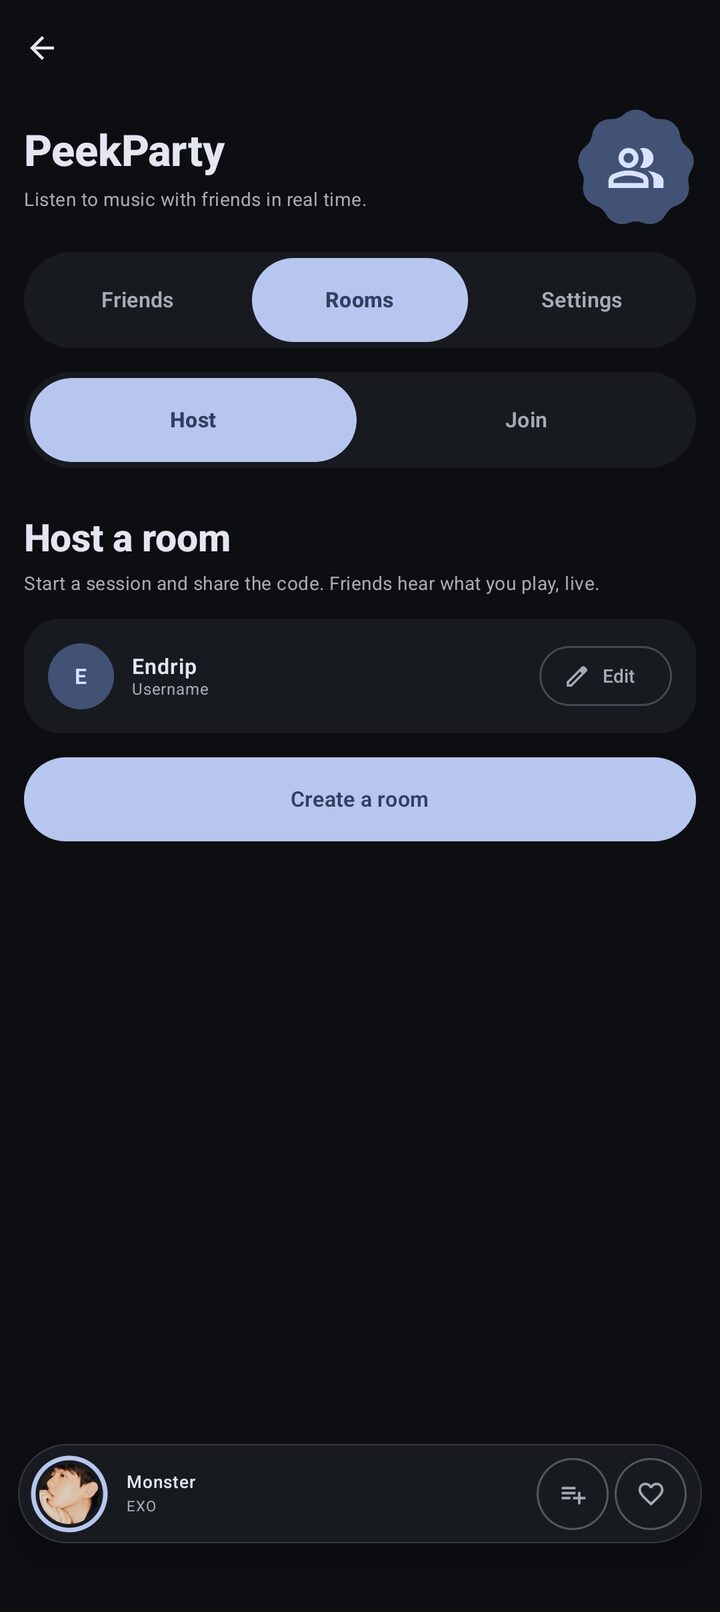 PeekParty
Listen to music with friends in real time.
Friends
Rooms
Settings
Host
Join
Host a room
Start a session and share the code. Friends hear what you play, live.
E
Endrip
Username
Edit
Create a room
Monster
EXO